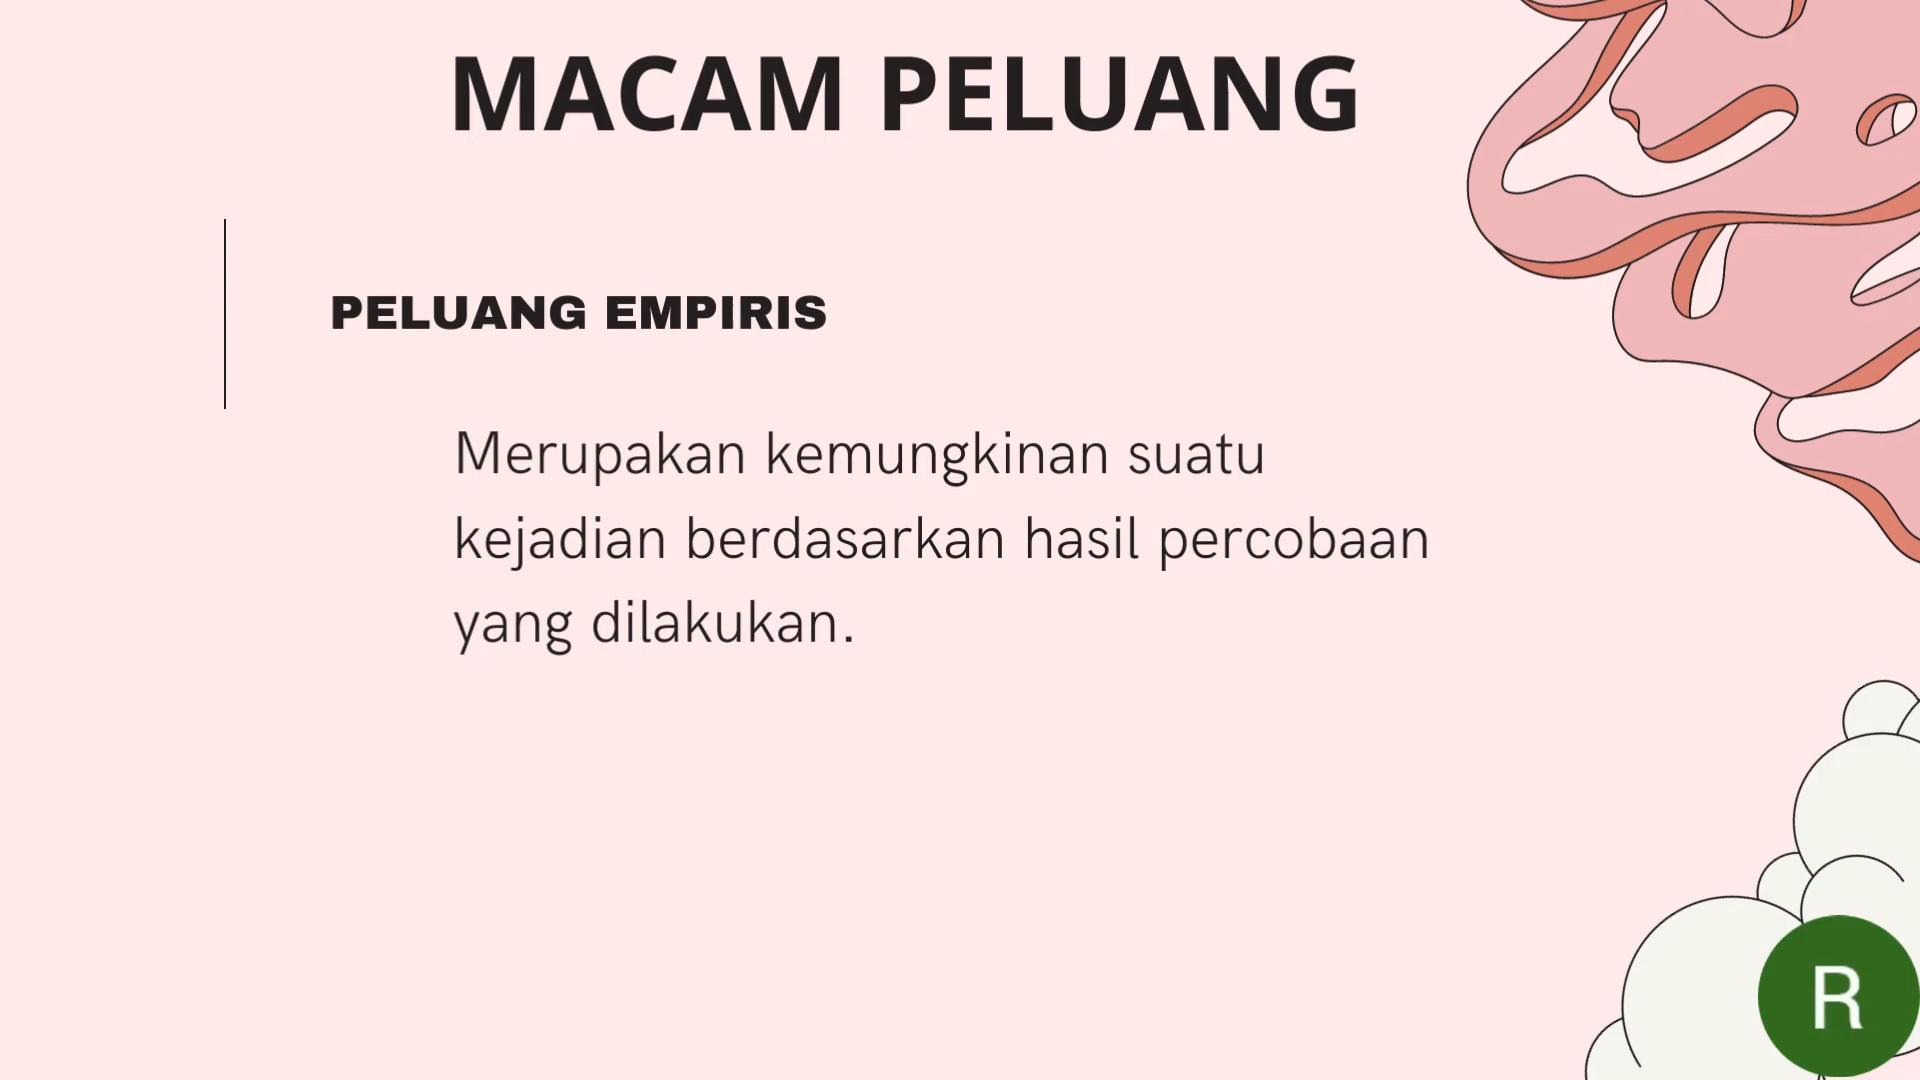 MACAM PELUANG
PELUANG EMPIRIS
Merupakan kemungkinan suatu
kejadian berdasarkan hasil percobaan
yang dilakukan.
R